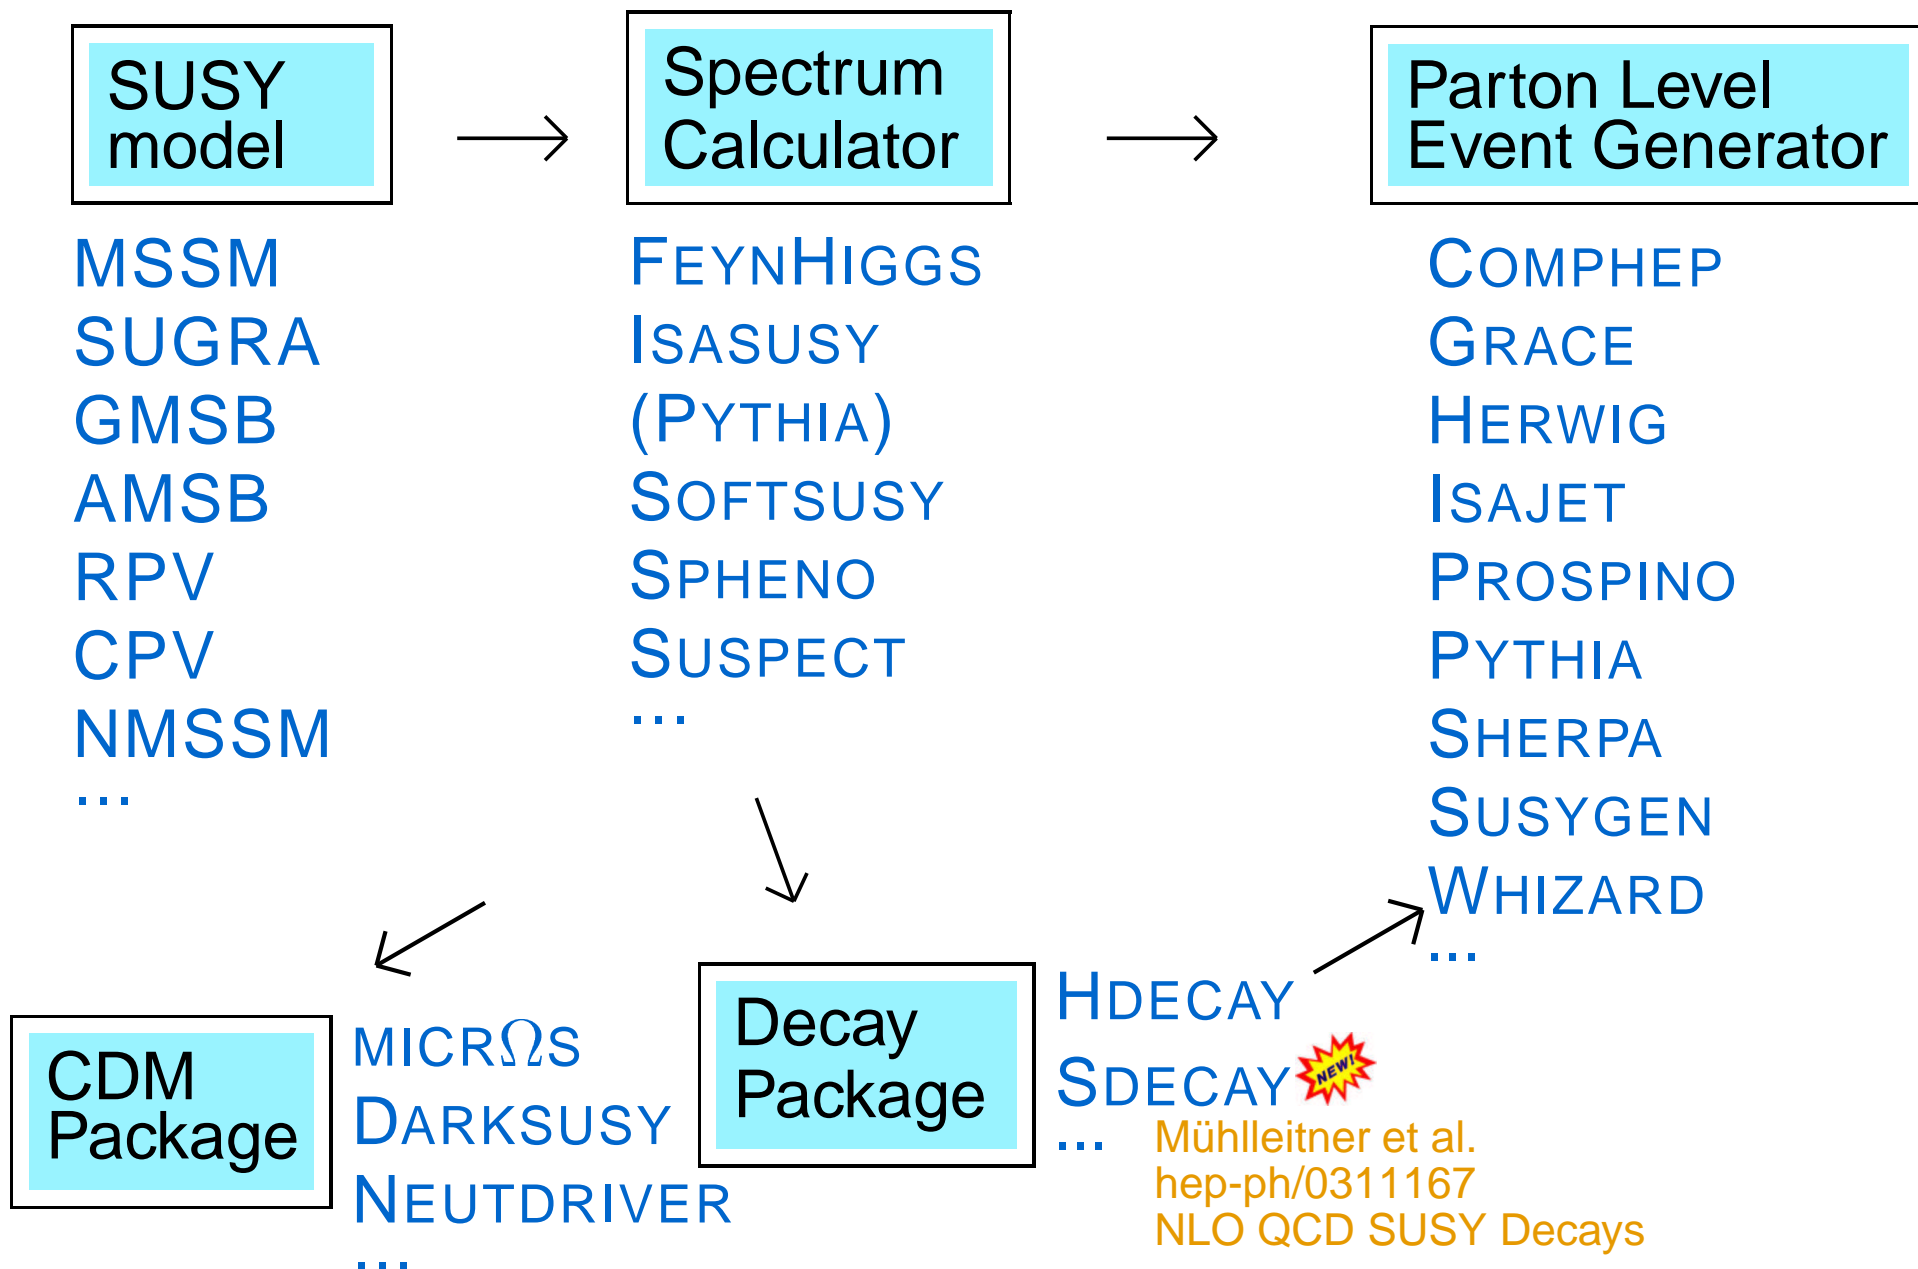 SUSY
model
Spectrum
Calculator
Parton Level
Event Generator
MSSM
SUGRA
GMSB
AMSB
RPV
CPV
NMSSM
...
FEYNHIGGS
ISASUSY
(PYTHIA)
SOFTSUSY
SPHENO
SUSPECT
...
COMPHEP
GRACE
HERWIG
ISAJET
PROSPINO
PYTHIA
SHERPA
SUSYGEN
WHIZARD
...
CDM
Package
MICRΩS
DARKSUSY
NEUTDRIVER
...
Decay
Package
HDECAY
SDECAY NEW!
...
Mühlleitner et al.
hep-ph/0311167
NLO QCD SUSY Decays